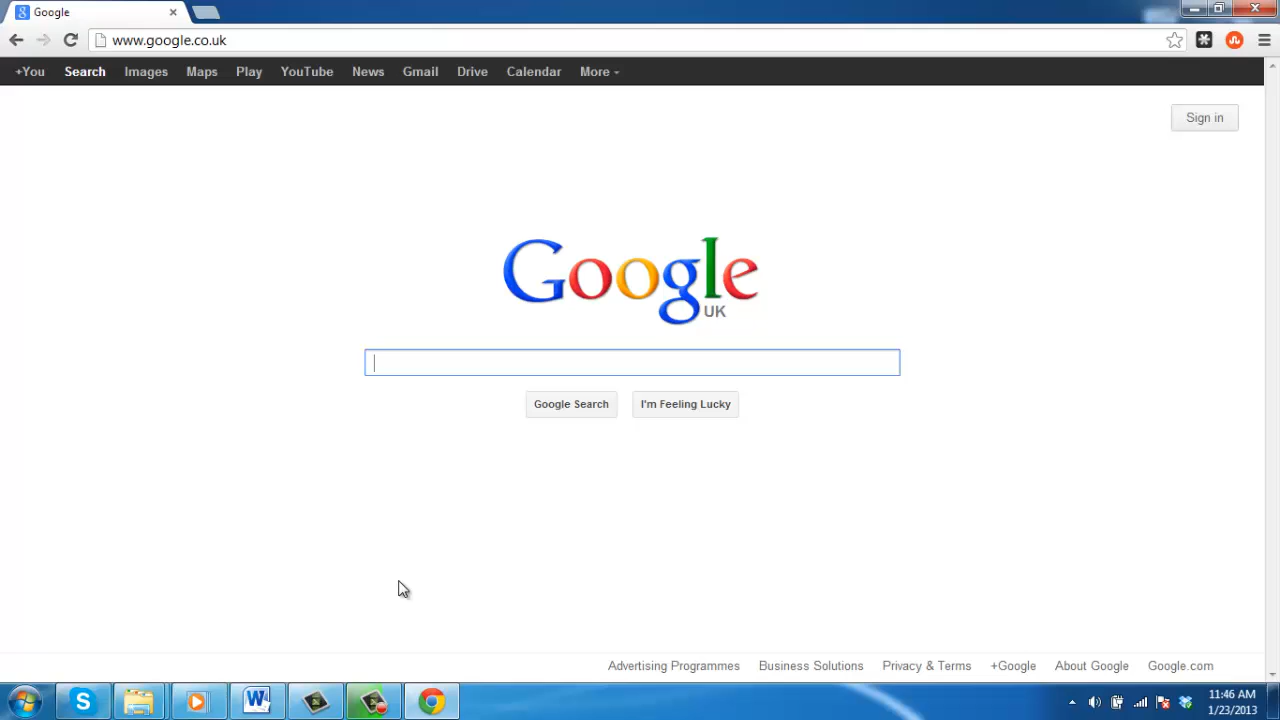 Google
www.google.co.uk
+You Search Images Maps Play YouTube News Gmail Drive Calendar More
Sign in
Google
UK
Google Search I'm Feeling Lucky
Advertising Programmes Business Solutions Privacy & Terms +Google About Google Google.com
11:46 AM
1/23/2013